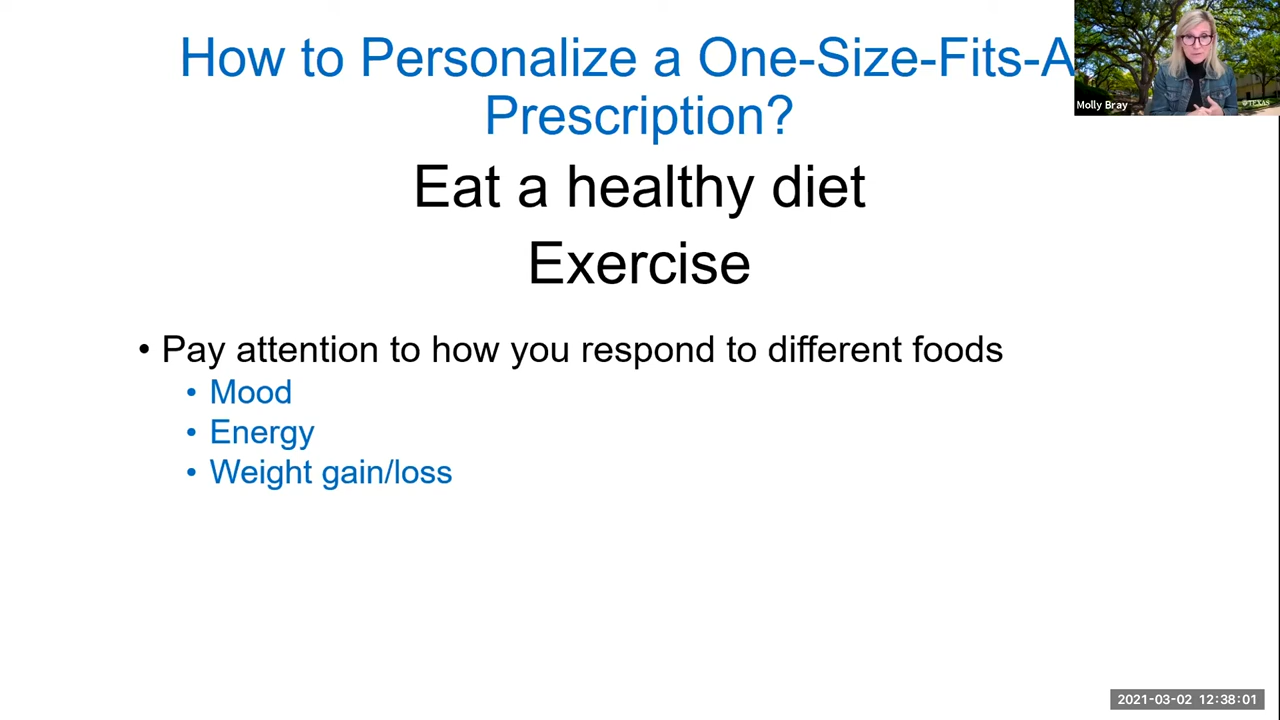 How to Personalize a One-Size-Fits-A
Prescription?
Eat a healthy diet
Exercise
• Pay attention to how you respond to different foods
• Mood
• Energy
• Weight gain/loss
Molly Bray
TEXAS
2021-03-02 12:38:01